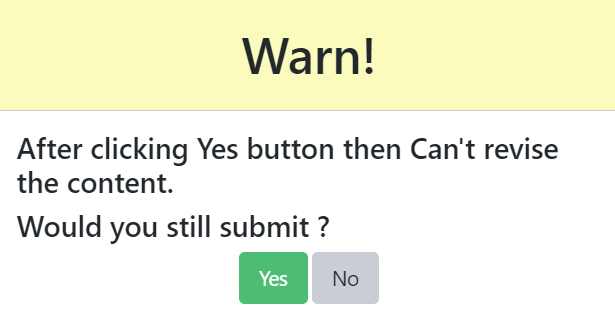 Warn!
After clicking Yes button then Can't revise
the content.
Would you still submit ?
Yes No